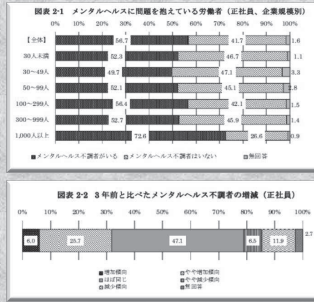 図表 2-1　メンタルヘルスに問題を抱えている労働者（正社員、企業規模別）
0% 10% 20% 30% 40% 50% 60% 70% 80% 90% 100%
【全体】 56.7 41.7 1.6
30人未満 52.3 46.7 1.1
30～49人 49.7 47.1 3.3
50～99人 52.1 45.1 2.8
100～299人 56.4 42.1 1.5
300～999人 52.7 45.9 1.4
1,000人以上 72.6 26.6 0.9
メンタルヘルス不調者がいる メンタルヘルス不調者はいない 無回答
図表 2-2　3年前と比べたメンタルヘルス不調者の増減（正社員）
0% 10% 20% 30% 40% 50% 60% 70% 80% 90% 100%
6.0 25.7 47.1 6.5 11.9 2.7
増加傾向 やや増加傾向
ほぼ同じ やや減少傾向
減少傾向 無回答